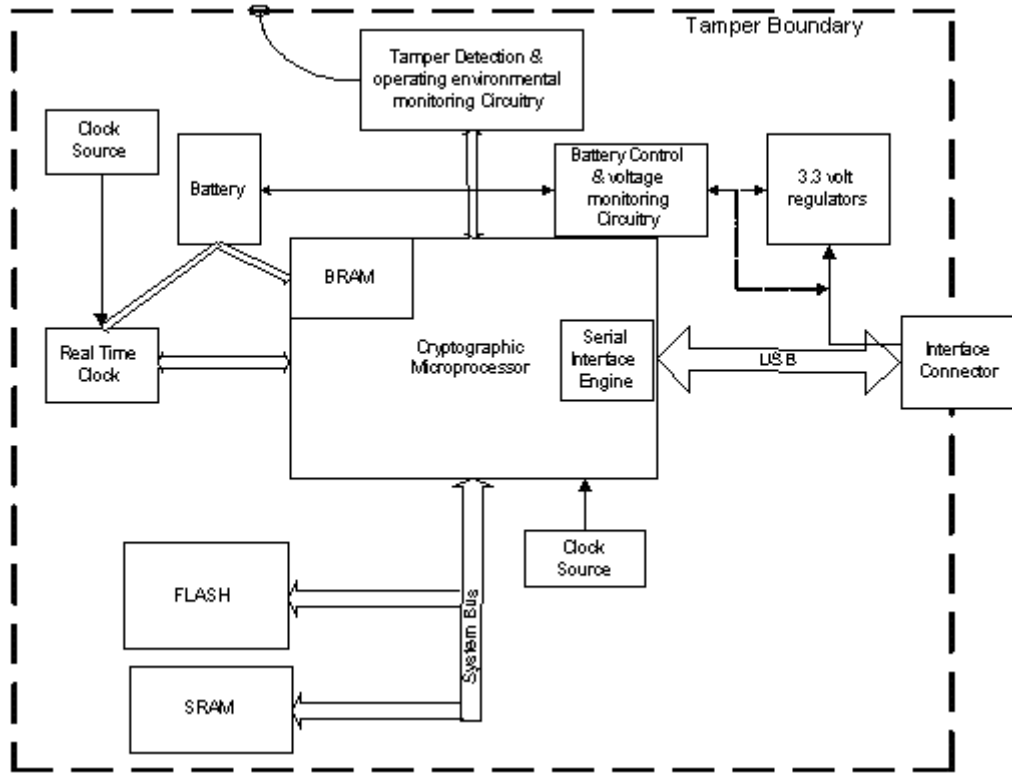 Tamper Boundary
Tamper Detection &
operating environmental
monitoring Circuitry
Clock
Source
Battery
Battery Control
& voltage
monitoring
Circuitry
3.3 volt
regulators
BRAM
Real Time
Clock
Cryptographic
Microprocessor
Serial
Interface
Engine
USB
Interface
Connector
Clock
Source
FLASH
System Bus
SRAM